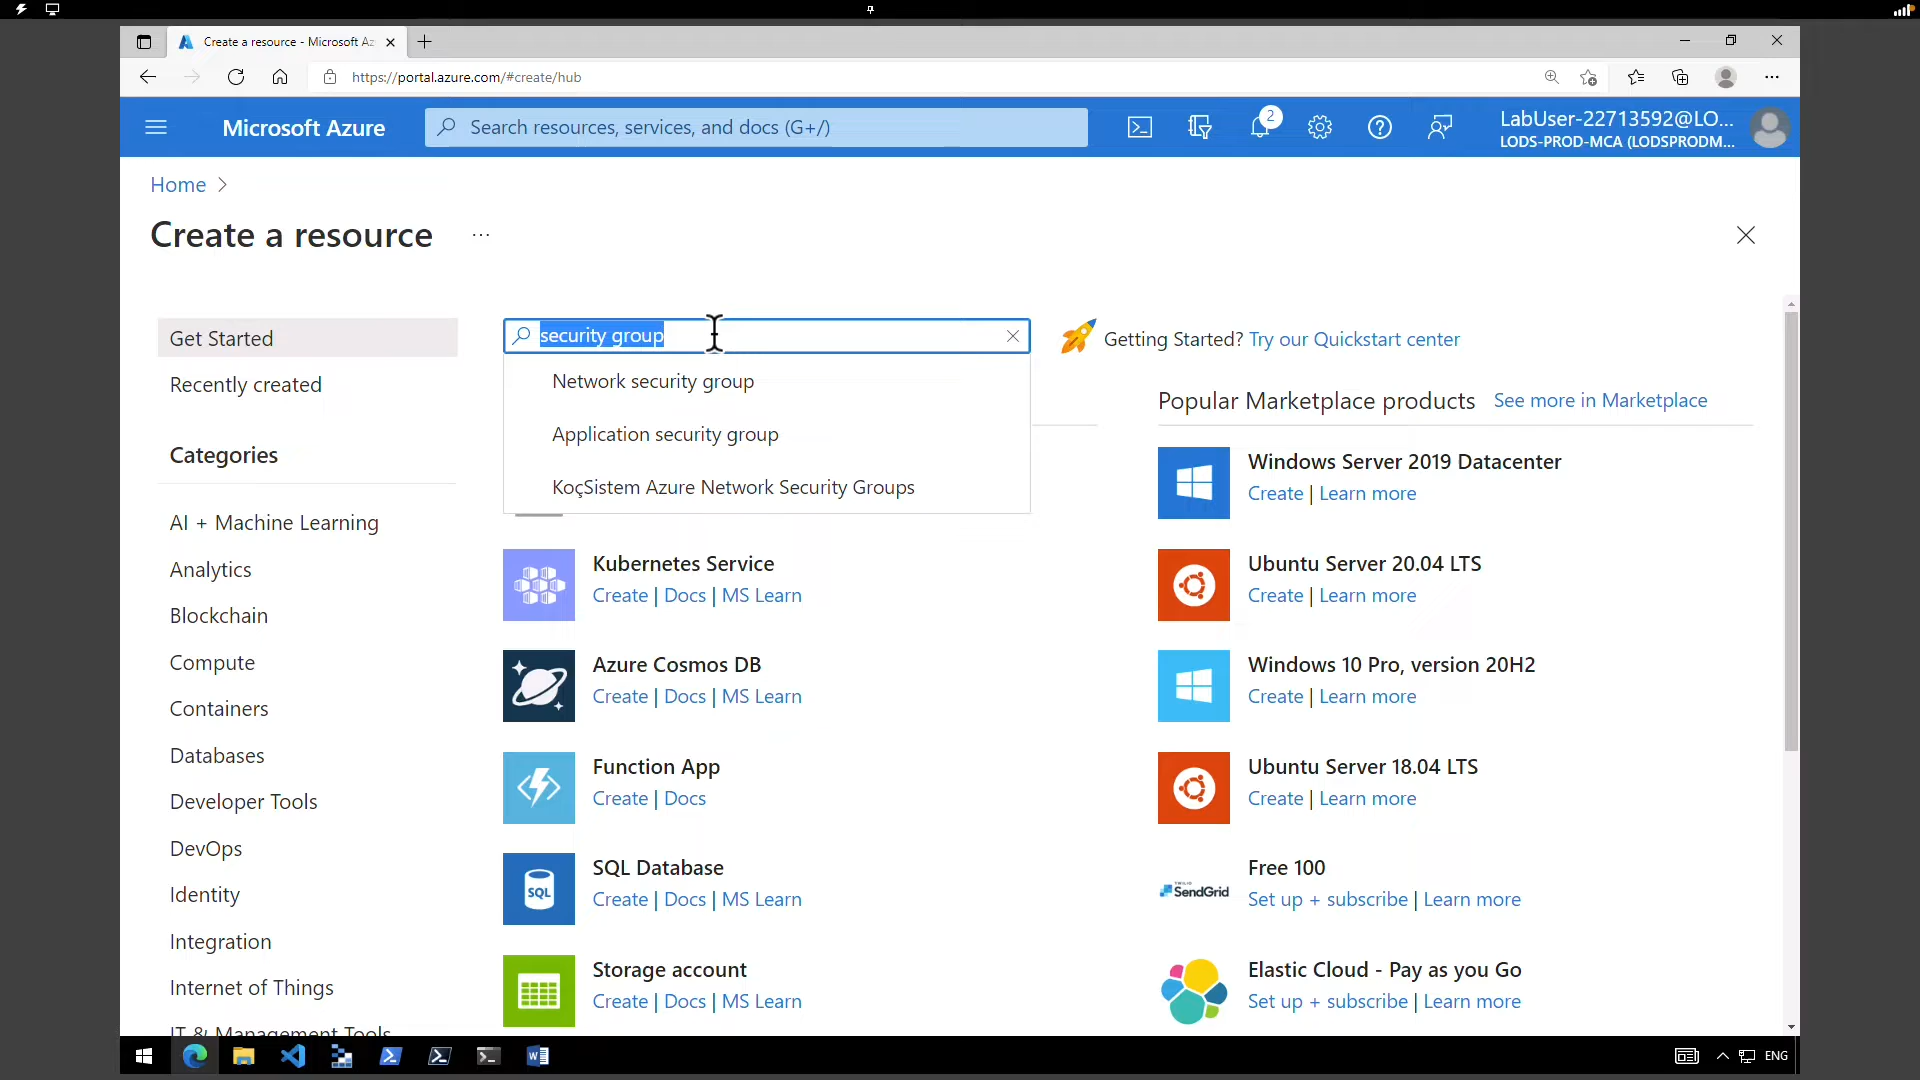 Create a resource - Microsoft Az
https://portal.azure.com/#create/hub
Microsoft Azure
Search resources, services, and docs (G+/)
2
LabUser-22713592@LO...
LODS-PROD-MCA (LODSPRODM...
Home
Create a resource
...
Get Started
Recently created
Categories
AI + Machine Learning
Analytics
Blockchain
Compute
Containers
Databases
Developer Tools
DevOps
Identity
Integration
Internet of Things
IT & Management Tools
security group
Network security group
Application security group
KoçSistem Azure Network Security Groups
Kubernetes Service
Create | Docs | MS Learn
Azure Cosmos DB
Create | Docs | MS Learn
Function App
Create | Docs
SQL
SQL Database
Create | Docs | MS Learn
Storage account
Create | Docs | MS Learn
Getting Started? Try our Quickstart center
Popular Marketplace products See more in Marketplace
Windows Server 2019 Datacenter
Create | Learn more
Ubuntu Server 20.04 LTS
Create | Learn more
Windows 10 Pro, version 20H2
Create | Learn more
Ubuntu Server 18.04 LTS
Create | Learn more
TWILIO
SendGrid
Free 100
Set up + subscribe | Learn more
Elastic Cloud - Pay as you Go
Set up + subscribe | Learn more
ENG